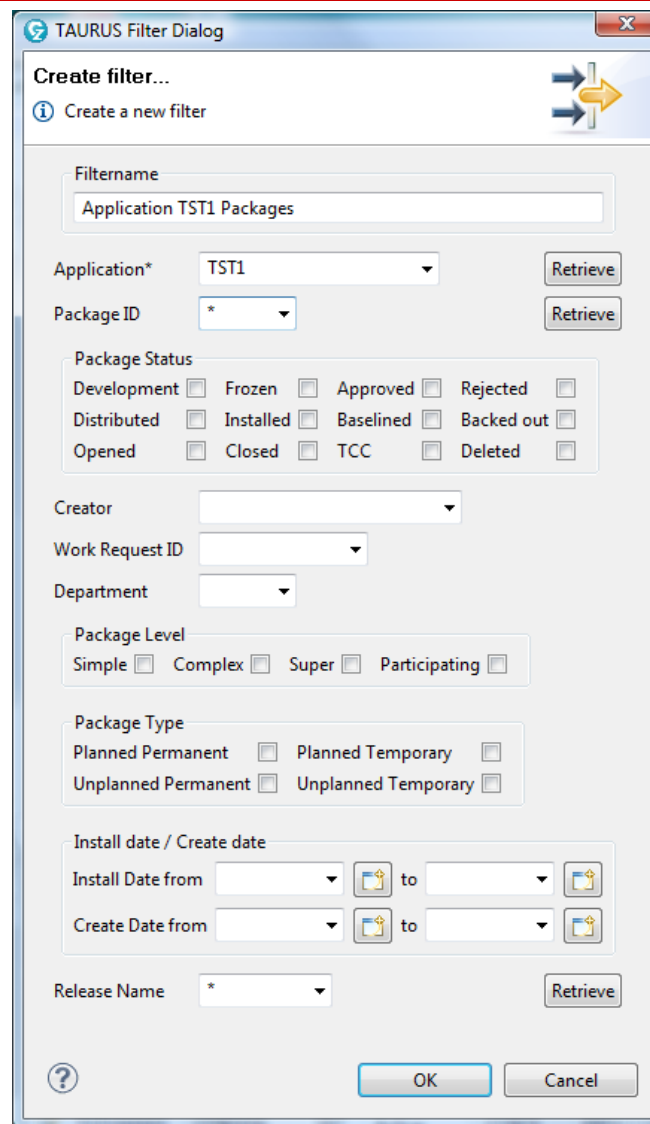 TAURUS Filter Dialog
Create filter...
Create a new filter
Filtername
Application TST1 Packages
Application* TST1 Retrieve
Package ID * Retrieve
Package Status
Development Frozen Approved Rejected
Distributed Installed Baselined Backed out
Opened Closed TCC Deleted
Creator
Work Request ID
Department
Package Level
Simple Complex Super Participating
Package Type
Planned Permanent Planned Temporary
Unplanned Permanent Unplanned Temporary
Install date / Create date
Install Date from to
Create Date from to
Release Name * Retrieve
OK Cancel